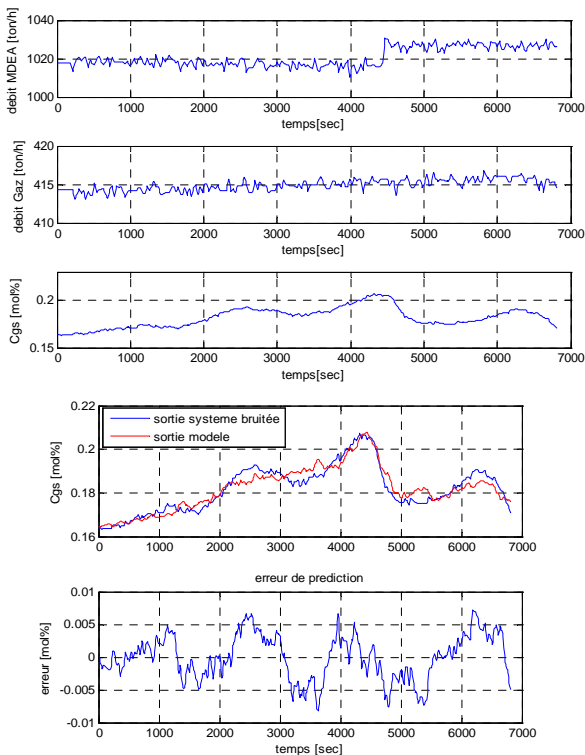 1040
1020
1000
debit MDEA [ton/h]
0 1000 2000 3000 4000 5000 6000 7000
temps[sec]
420
415
410
debit Gaz [ton/h]
0 1000 2000 3000 4000 5000 6000 7000
temps[sec]
0.2
0.15
Cgs [mol%]
0 1000 2000 3000 4000 5000 6000 7000
0.22
0.2
0.18
0.16
Cgs [mol%]
sortie systeme bruitée
sortie modele
0 1000 2000 3000 4000 5000 6000 7000
erreur de prediction
0.01
0.005
0
-0.005
-0.01
erreur [mol%]
0 1000 2000 3000 4000 5000 6000 7000
temps [sec]